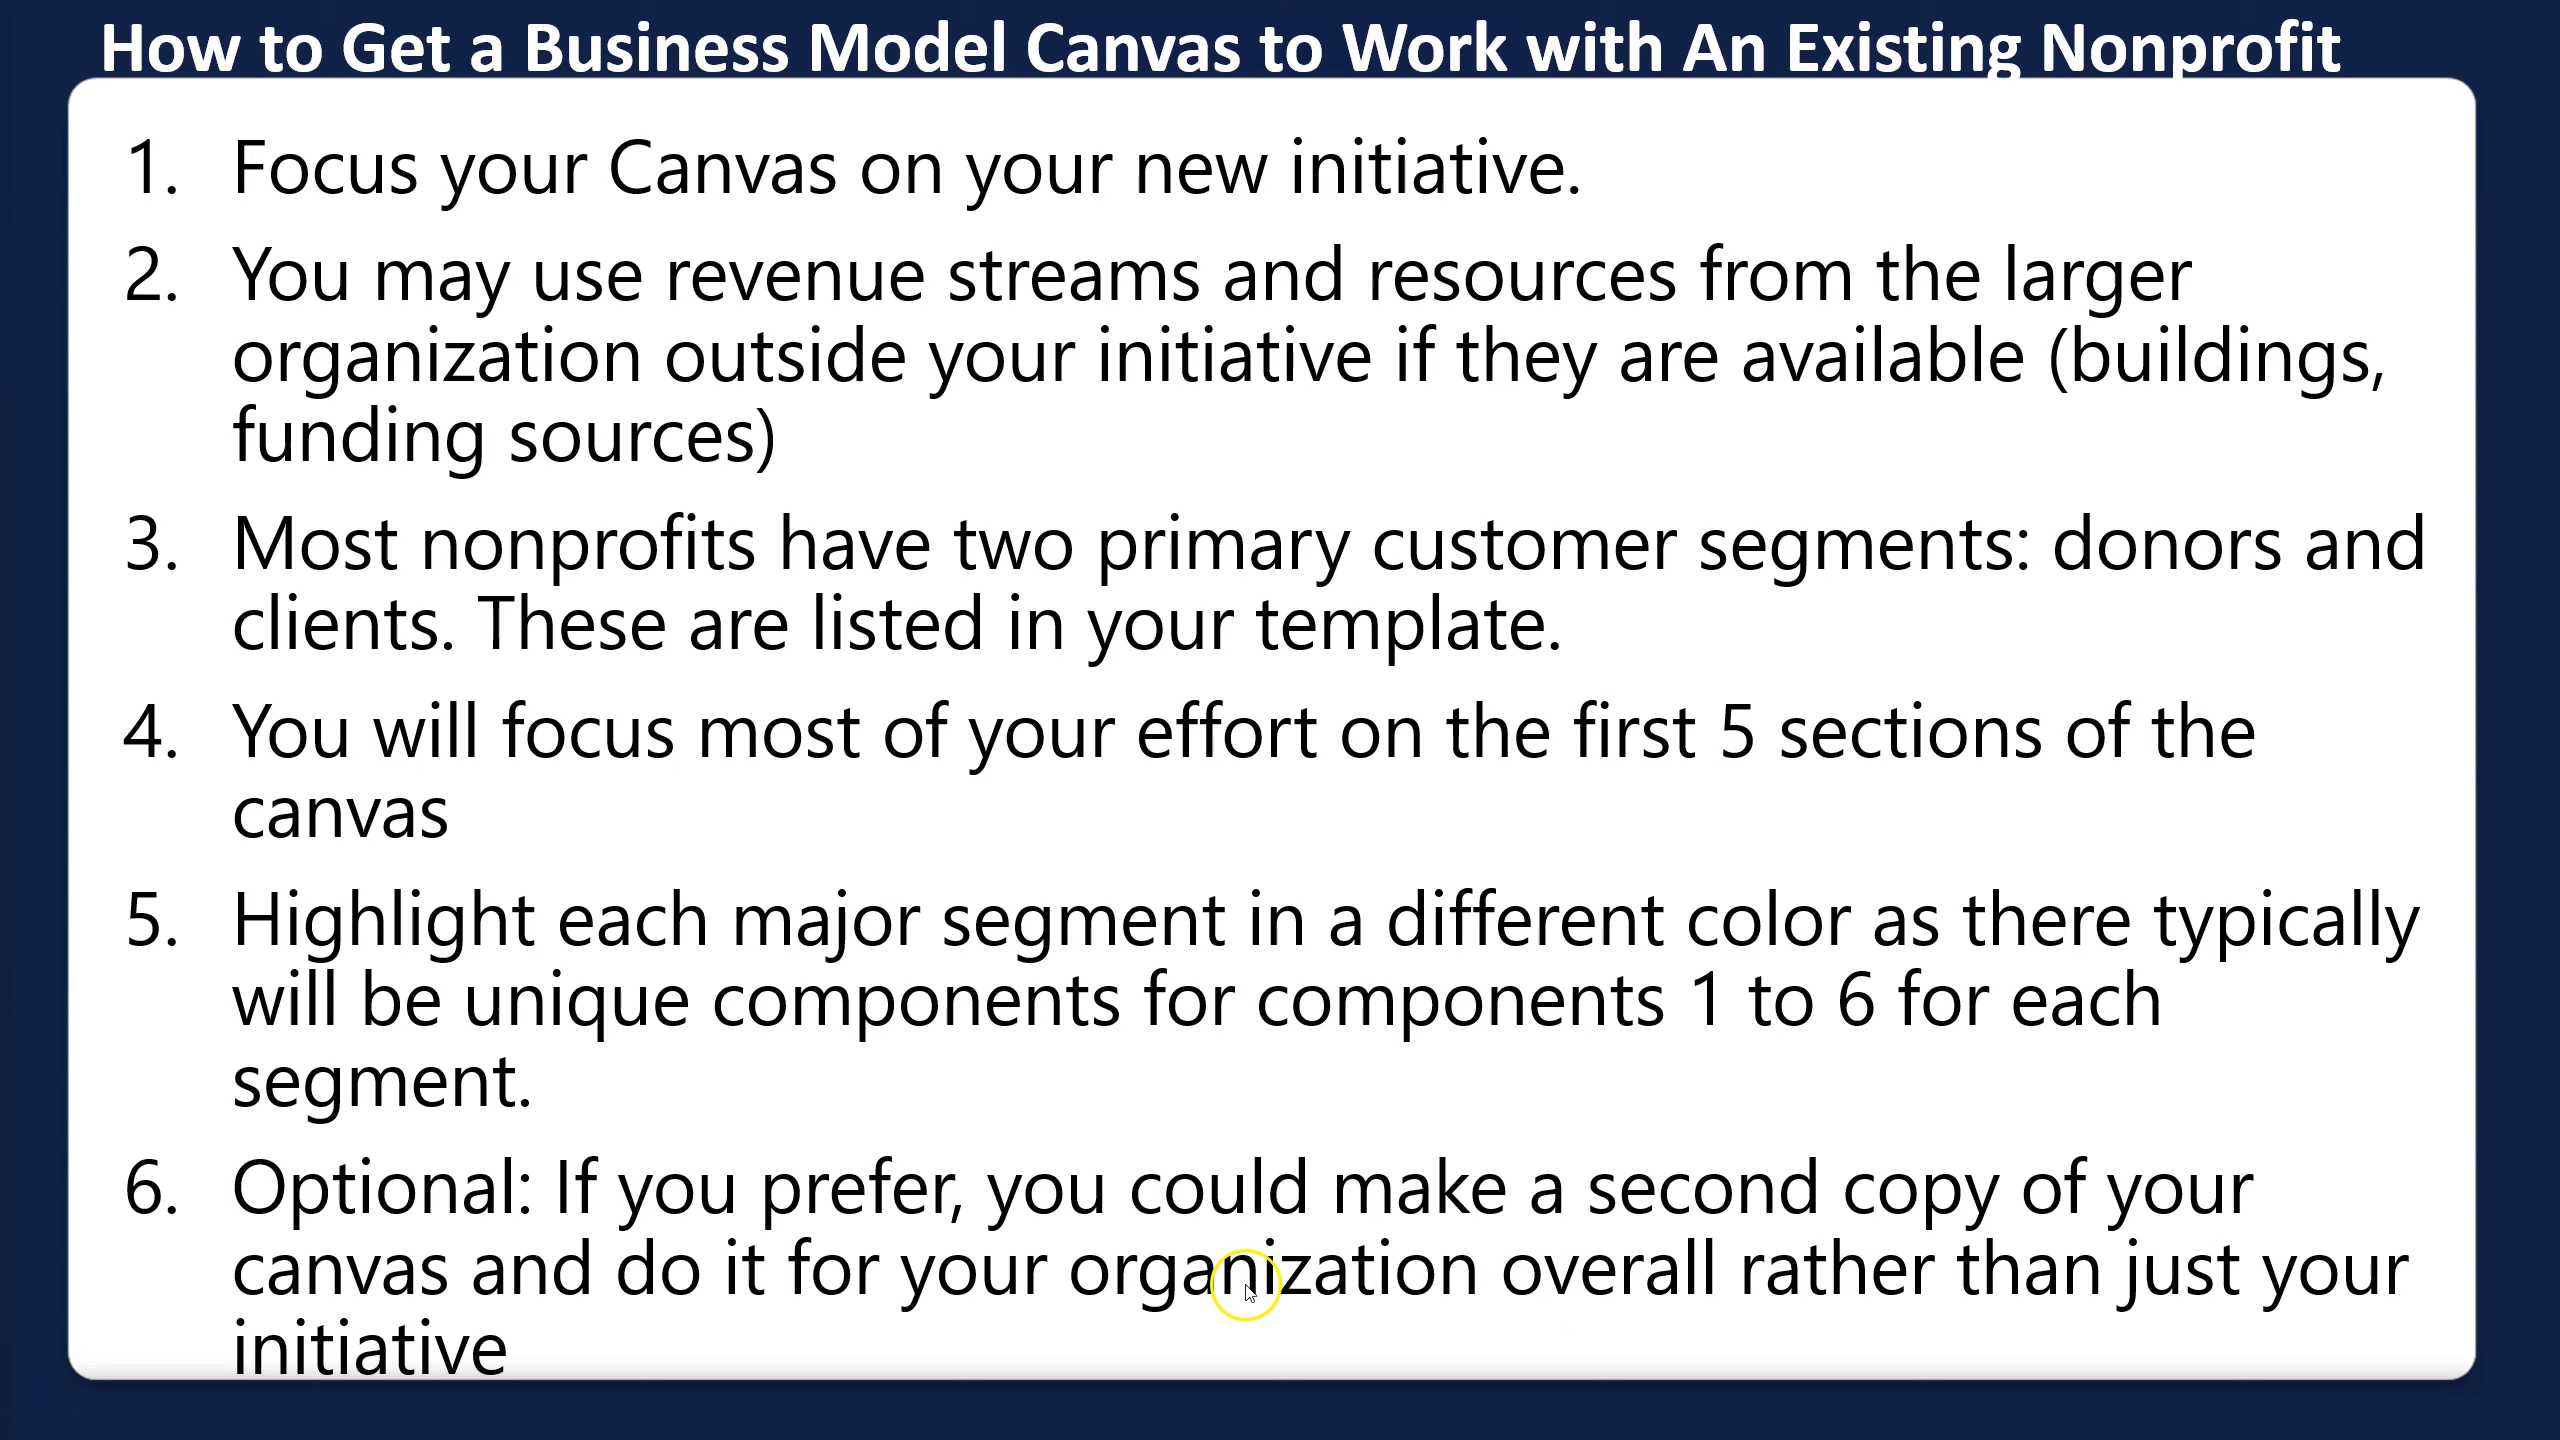 How to Get a Business Model Canvas to Work with An Existing Nonprofit
1. Focus your Canvas on your new initiative.
2. You may use revenue streams and resources from the larger
organization outside your initiative if they are available (buildings,
funding sources)
3. Most nonprofits have two primary customer segments: donors and
clients. These are listed in your template.
4. You will focus most of your effort on the first 5 sections of the
canvas
5. Highlight each major segment in a different color as there typically
will be unique components for components 1 to 6 for each
segment.
6. Optional: If you prefer, you could make a second copy of your
canvas and do it for your organization overall rather than just your
initiative